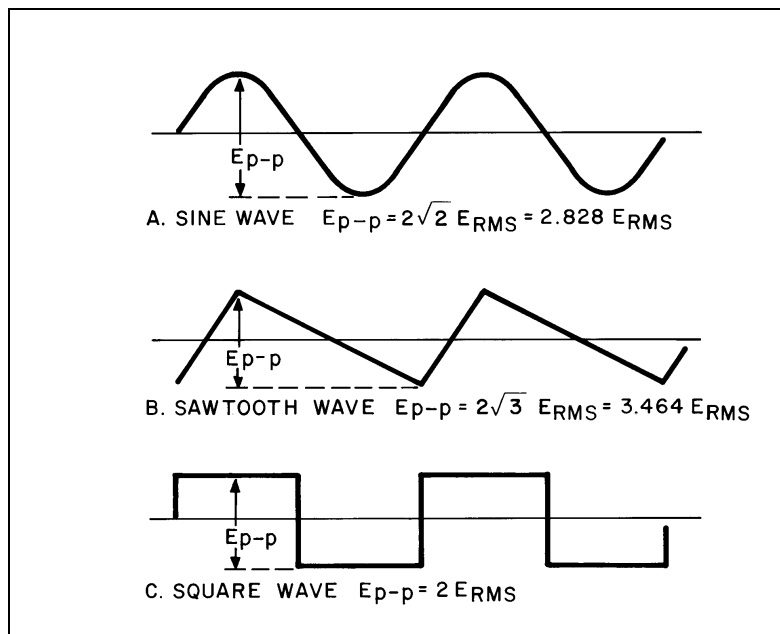 Ep-p
A. SINE WAVE Ep-p = 2√2 ERMS = 2.828 ERMS
Ep-p
B. SAWTOOTH WAVE Ep-p = 2√3 ERMS = 3.464 ERMS
Ep-p
C. SQUARE WAVE Ep-p = 2 ERMS